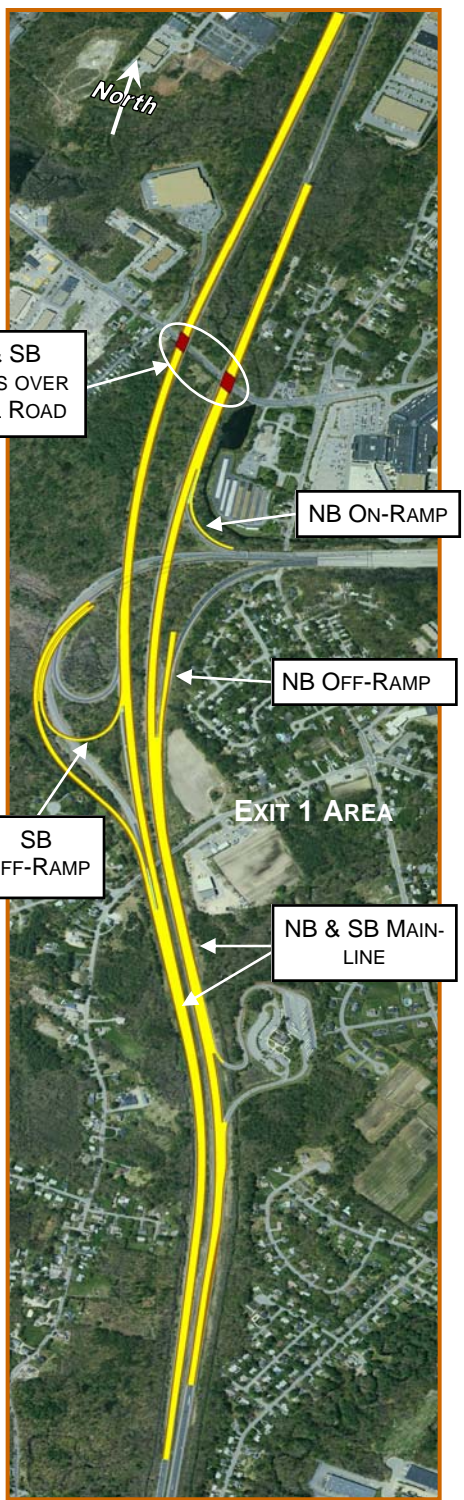 North
& SB
OVER
ROAD
NB ON-RAMP
NB OFF-RAMP
EXIT 1 AREA
SB
FF-RAMP
NB & SB MAIN-
LINE